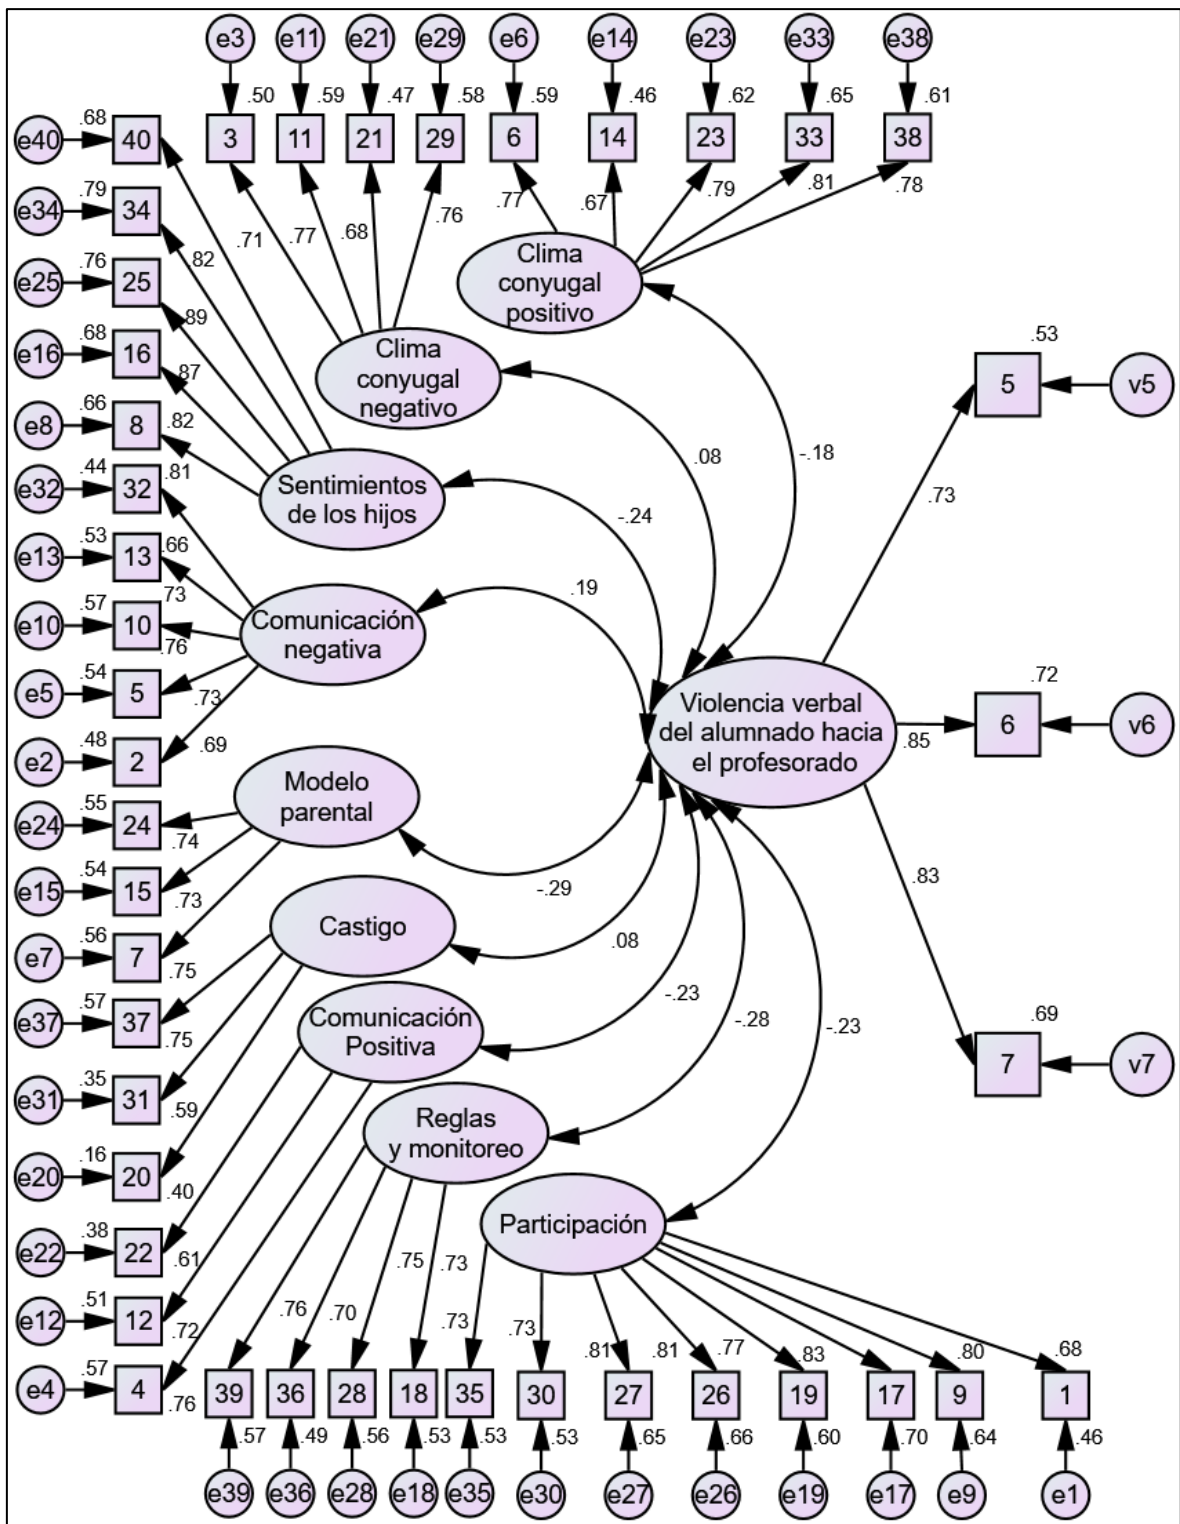 e3 e11 e21 e29 e6 e14 e23 e33 e38
.50 .59 .47 .58 .59 .46 .62 .65 .61
3 11 21 29 6 14 23 33 38
e40 .68 40
e34 .79 34
e25 .76 25
e16 .68 16
e8 .66 8
e32 .44 32
e13 .53 13
e10 .57 10
e5 .54 5
e2 .48 2
e24 .55 24
e15 .54 15
e7 .56 7
e37 .57 37
e31 .35 31
e20 .16 20
e22 .38 22
e12 .51 12
e4 .57 4
.71 .77 .68 .76
.77 .67 .79 .81 .78
Clima
conyugal
positivo
Clima
conyugal
negativo
.82
.89
.87
.82
.81
Sentimientos
de los hijos
.66
.73
.76
.73
.69
Comunicación
negativa
.74
.73
.75
Modelo
parental
.75
.59
.40
Castigo
.61
.72
.76
Comunicación
Positiva
.76 .70 .75 .73
Reglas
y monitoreo
.73 .73 .81 .81 .77 .83 .80 .68
Participación
-.18
.08
-.24
.19
-.29
.08
-.23
-.28
-.23
Violencia verbal
del alumnado hacia
el profesorado
.73
.85
.83
.53
5 v5
.72
6 v6
.69
7 v7
39 36 28 18 35 30 27 26 19 17 9 1
.57 .49 .56 .53 .53 .53 .65 .66 .60 .70 .64 .46
e39 e36 e28 e18 e35 e30 e27 e26 e19 e17 e9 e1